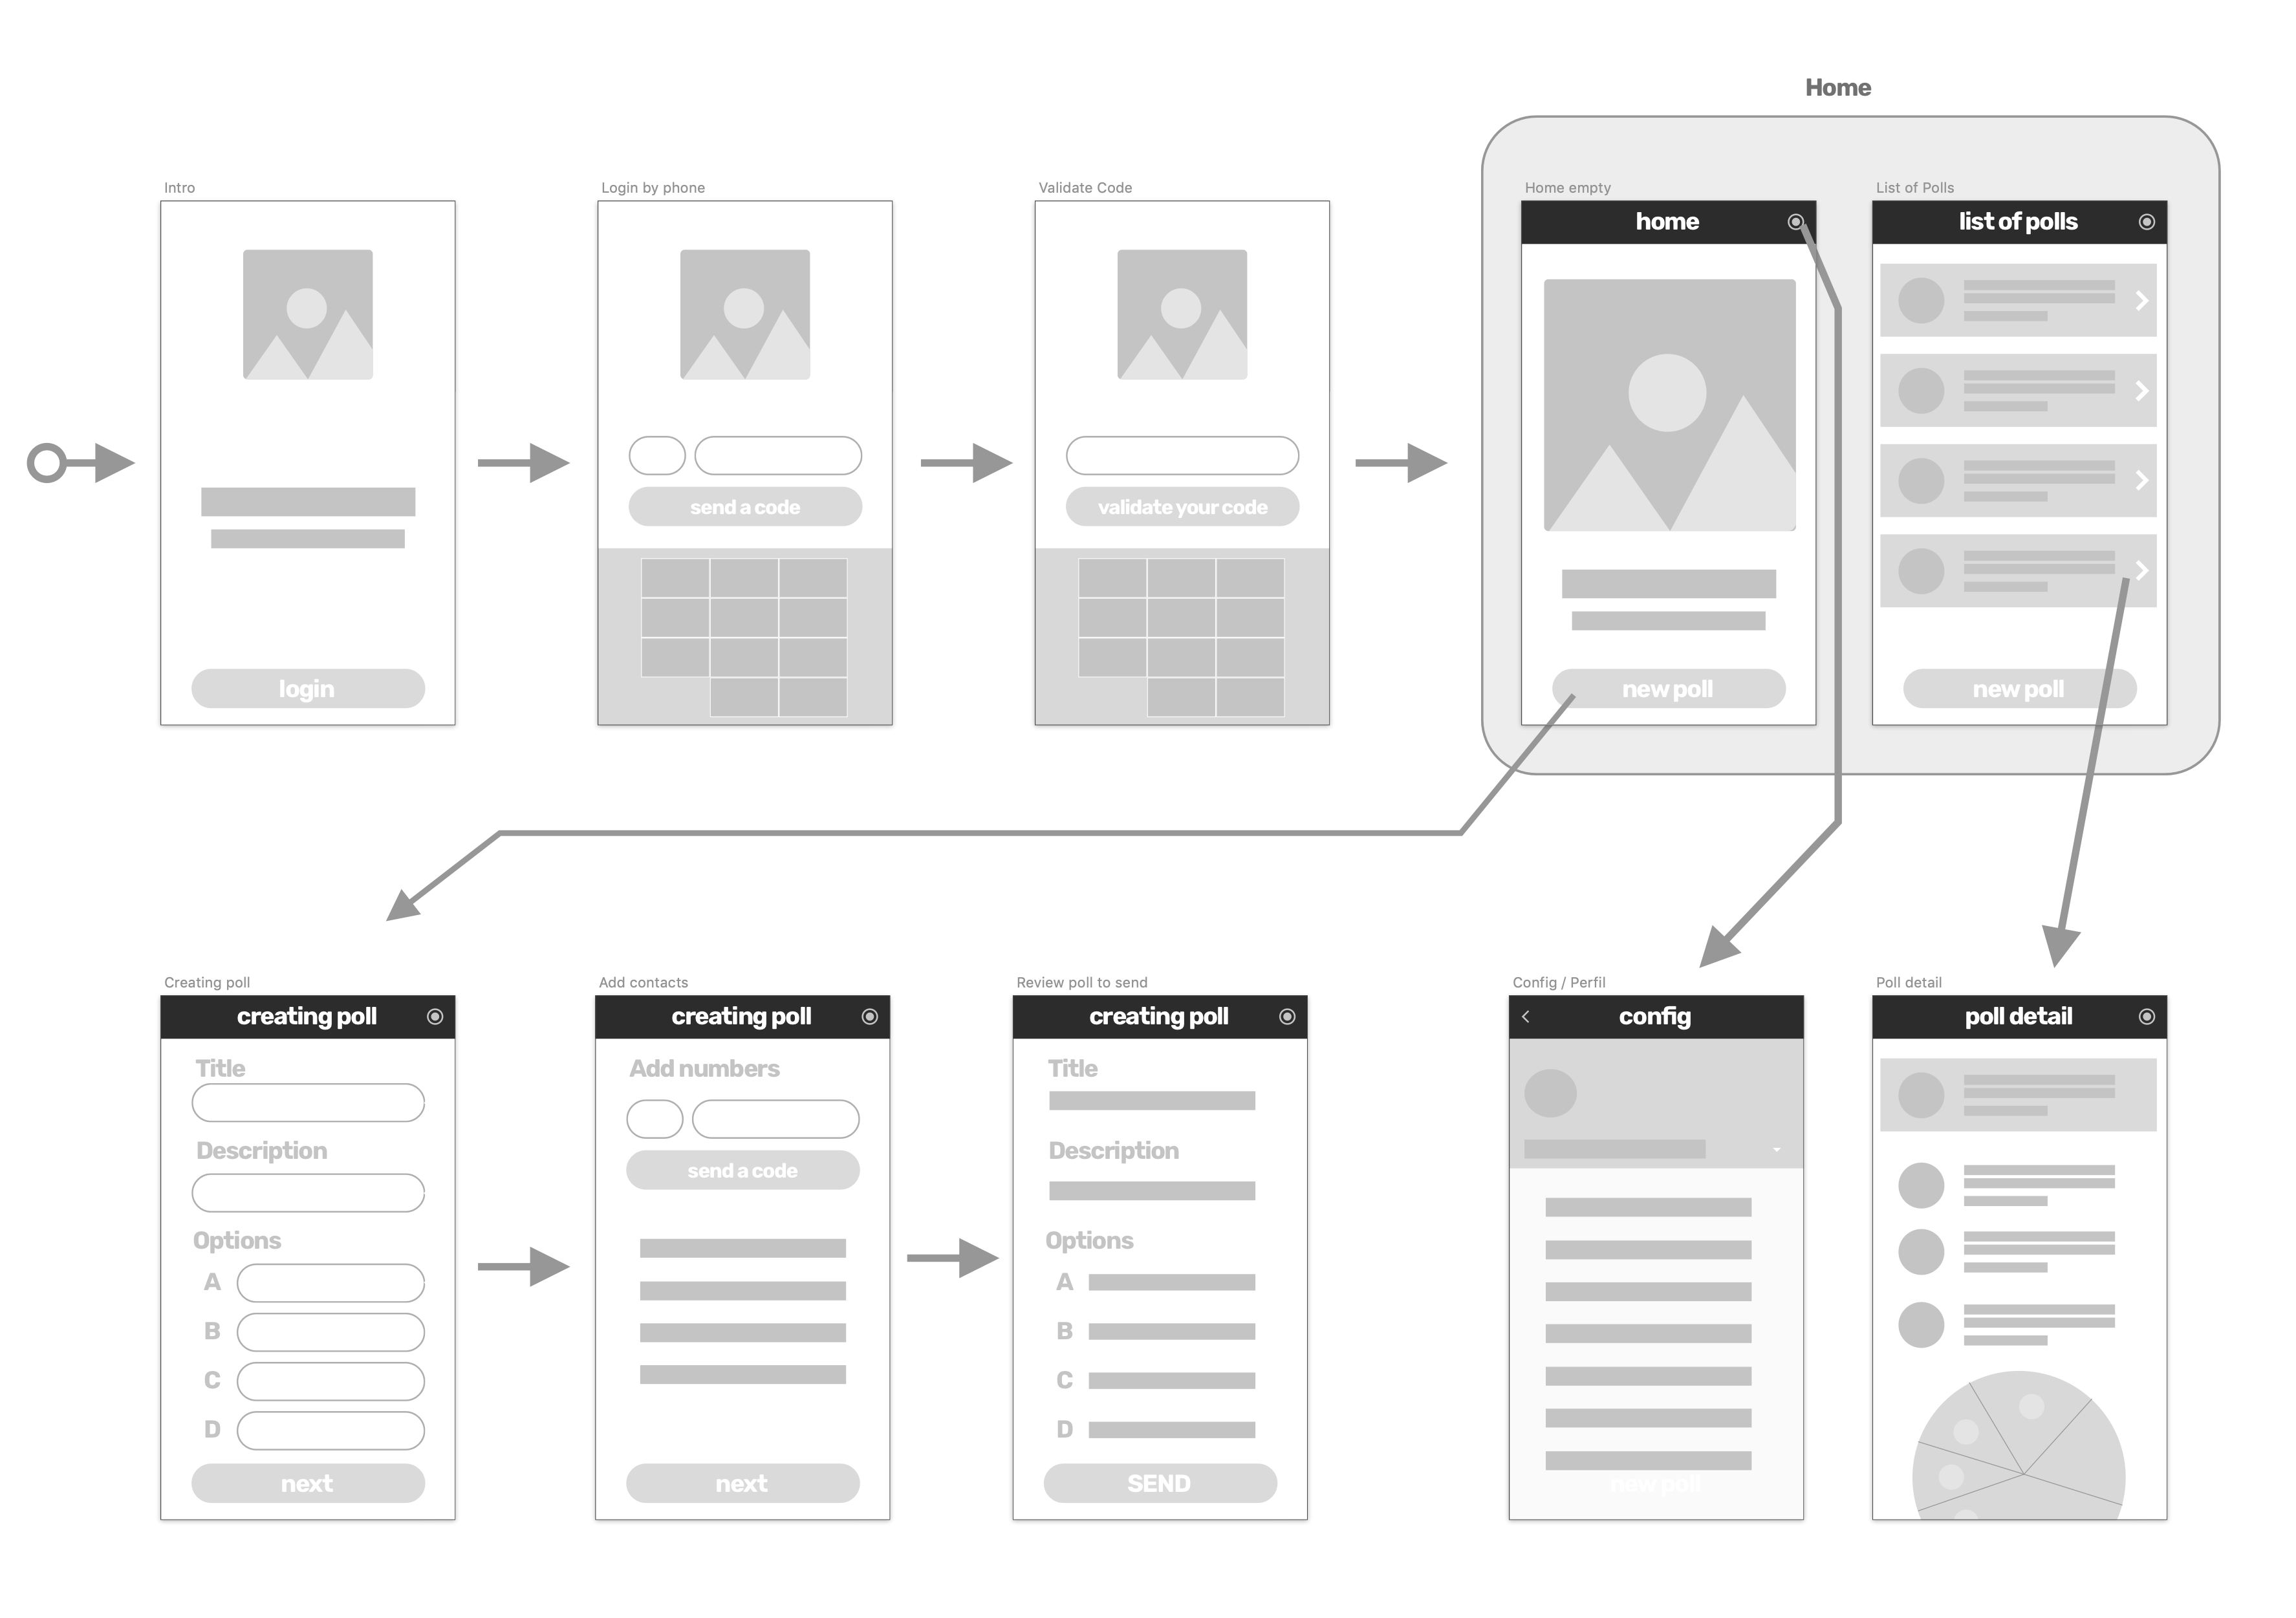 Home
Intro
Login by phone
Validate Code
Home empty
List of Polls
home
list of polls
send a code
validate your code
login
new poll
new poll
Creating poll
Add contacts
Review poll to send
Config / Perfil
Poll detail
creating poll
creating poll
creating poll
config
poll detail
Title
Description
Options
A
B
C
D
next
Add numbers
send a code
next
Title
Description
Options
A
B
C
D
SEND
new poll